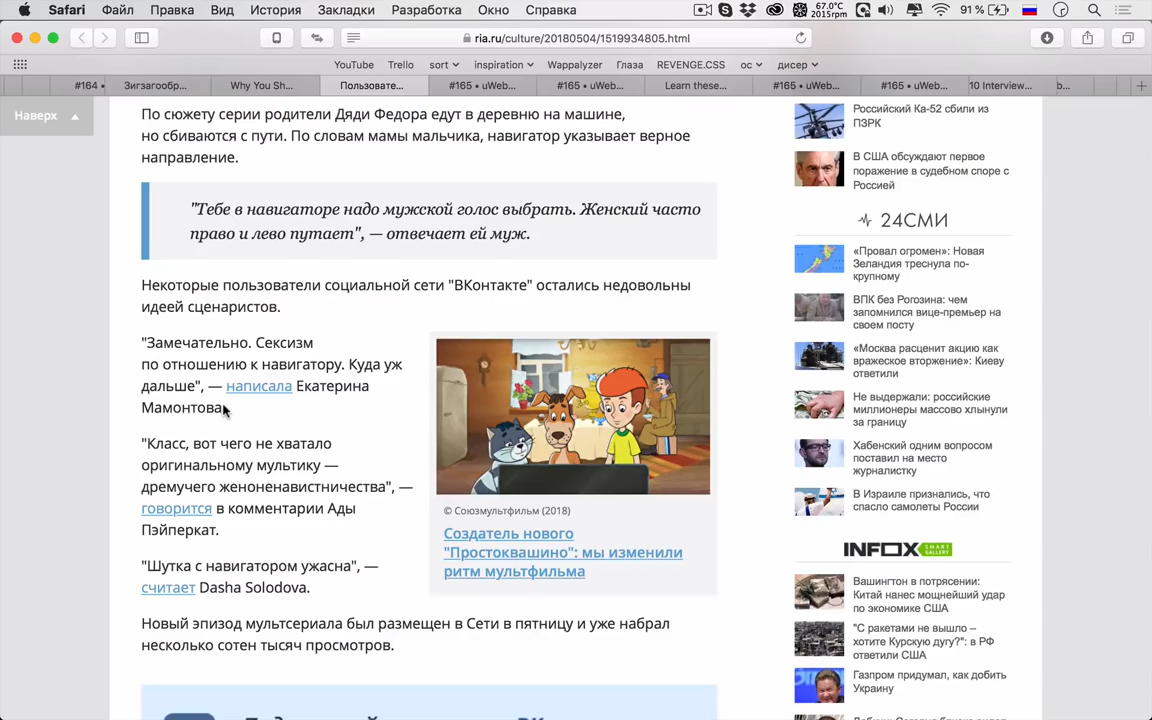 Safari Файл Правка Вид История Закладки Разработка Окно Справка 67.0°C 2015rpm 91 %
ria.ru/culture/20180504/1519934805.html
YouTube Trello sort inspiration Wappalyzer Глаза REVENGE.CSS ос дисер
#164 Зигзагообр... Why You Sh... Пользовате... #165 • uWeb... #165 • uWeb... Learn these... #165 • uWeb... #165 • uWeb... 10 Interview... b...
Наверх
По сюжету серии родители Дяди Федора едут в деревню на машине,
но сбиваются с пути. По словам мамы мальчика, навигатор указывает верное
направление.
"Тебе в навигаторе надо мужской голос выбрать. Женский часто
право и лево путает", — отвечает ей муж.
Некоторые пользователи социальной сети "ВКонтакте" остались недовольны
идеей сценаристов.
"Замечательно. Сексизм
по отношению к навигатору. Куда уж
дальше", — написала Екатерина
Мамонтова.
"Класс, вот чего не хватало
оригинальному мультику —
дремучего женоненавистничества", —
говорится в комментарии Ады
Пэйперкат.
"Шутка с навигатором ужасна", —
считает Dasha Solodova.
© Союзмультфильм (2018)
Создатель нового
"Простоквашино": мы изменили
ритм мультфильма
Новый эпизод мультсериала был размещен в Сети в пятницу и уже набрал
несколько сотен тысяч просмотров.
Российский Ка-52 сбили из
ПЗРК
В США обсуждают первое
поражение в судебном споре с
Россией
24СМИ
«Провал огромен»: Новая
Зеландия треснула по-
крупному
ВПК без Рогозина: чем
запомнился вице-премьер на
своем посту
«Москва расценит акцию как
вражеское вторжение»: Киеву
ответили
Не выдержали: российские
миллионеры массово хлынули
за границу
Хабенский одним вопросом
поставил на место
журналистку
В Израиле признались, что
спасло самолеты России
INFOX SMART GALLERY
Вашингтон в потрясении:
Китай нанес мощнейший удар
по экономике США
"С ракетами не вышло –
хотите Курскую дугу?": в РФ
ответили США
Газпром придумал, как добить
Украину